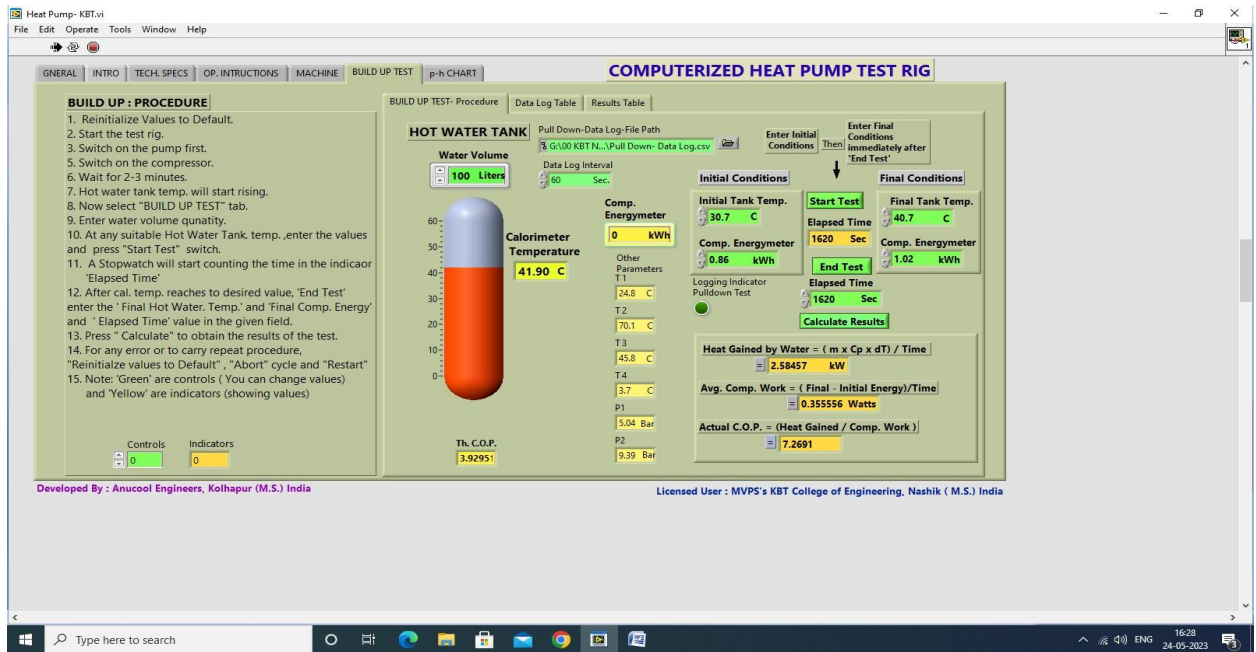 Heat Pump- KBT.vi
File Edit Operate Tools Window Help
GNERAL INTRO TECH. SPECS OP. INTRUCTIONS MACHINE BUILD UP TEST p-h CHART
COMPUTERIZED HEAT PUMP TEST RIG
BUILD UP : PROCEDURE
1. Reinitialize Values to Default.
2. Start the test rig.
3. Switch on the pump first.
5. Switch on the compressor.
6. Wait for 2-3 minutes.
7. Hot water tank temp. will start rising.
8. Now select "BUILD UP TEST" tab.
9. Enter water volume qunatity.
10. At any suitable Hot Water Tank. temp. ,enter the values
and press "Start Test" switch.
11. A Stopwatch will start counting the time in the indicaor
'Elapsed Time'
12. After cal. temp. reaches to desired value, 'End Test'
enter the ' Final Hot Water. Temp.' and 'Final Comp. Energy'
and ' Elapsed Time' value in the given field.
13. Press " Calculate" to obtain the results of the test.
14. For any error or to carry repeat procedure,
"Reinitialze values to Default" , "Abort" cycle and "Restart"
15. Note: 'Green' are controls ( You can change values)
and 'Yellow' are indicators (showing values)
Controls Indicators
0 0
BUILD UP TEST- Procedure Data Log Table Results Table
HOT WATER TANK
Pull Down-Data Log-File Path
G:\00 KBT N...\Pull Down- Data Log.csv
Water Volume
100 Liters
Data Log Interval
60 Sec.
60
50
40
30
20
10
0
Calorimeter
Temperature
41.90 C
Th. C.O.P.
3.92951
Comp.
Energymeter
0 kWh
Other
Parameters
T 1
24.8 C
T 2
70.1 C
T 3
45.8 C
T 4
3.7 C
P1
5.04 Bar
P2
9.39 Bar
Enter Initial
Conditions
Then
Enter Final
Conditions
immediately after
'End Test'
Initial Conditions
Initial Tank Temp.
30.7 C
Comp. Energymeter
0.86 kWh
Logging Indicator
Pulldown Test
Start Test
Elapsed Time
1620 Sec
End Test
Elapsed Time
1620 Sec
Calculate Results
Final Conditions
Final Tank Temp.
40.7 C
Comp. Energymeter
1.02 kWh
Heat Gained by Water = ( m x Cp x dT) / Time
= 2.58457 kW
Avg. Comp. Work = ( Final - Initial Energy)/Time
= 0.355556 Watts
Actual C.O.P. = (Heat Gained / Comp. Work )
= 7.2691
Developed By : Anucool Engineers, Kolhapur (M.S.) India
Licensed User : MVPS's KBT College of Engineering, Nashik ( M.S.) India
Type here to search
ENG
16:28
24-05-2023
3